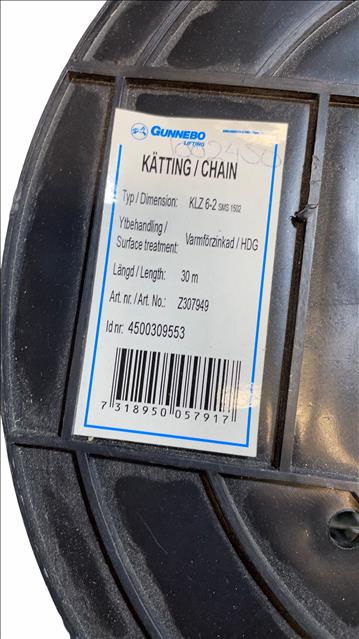 GUNNEBO
LIFTING
KÄTTING / CHAIN
Typ / Dimension: KLZ 6-2 SMS 1502
Ytbehandling /
Surface treatment: Varmförzinkad / HDG
Längd / Length: 30 m
Art. nr. / Art. No.: Z307949
Id nr: 4500309553
7 318950 057917